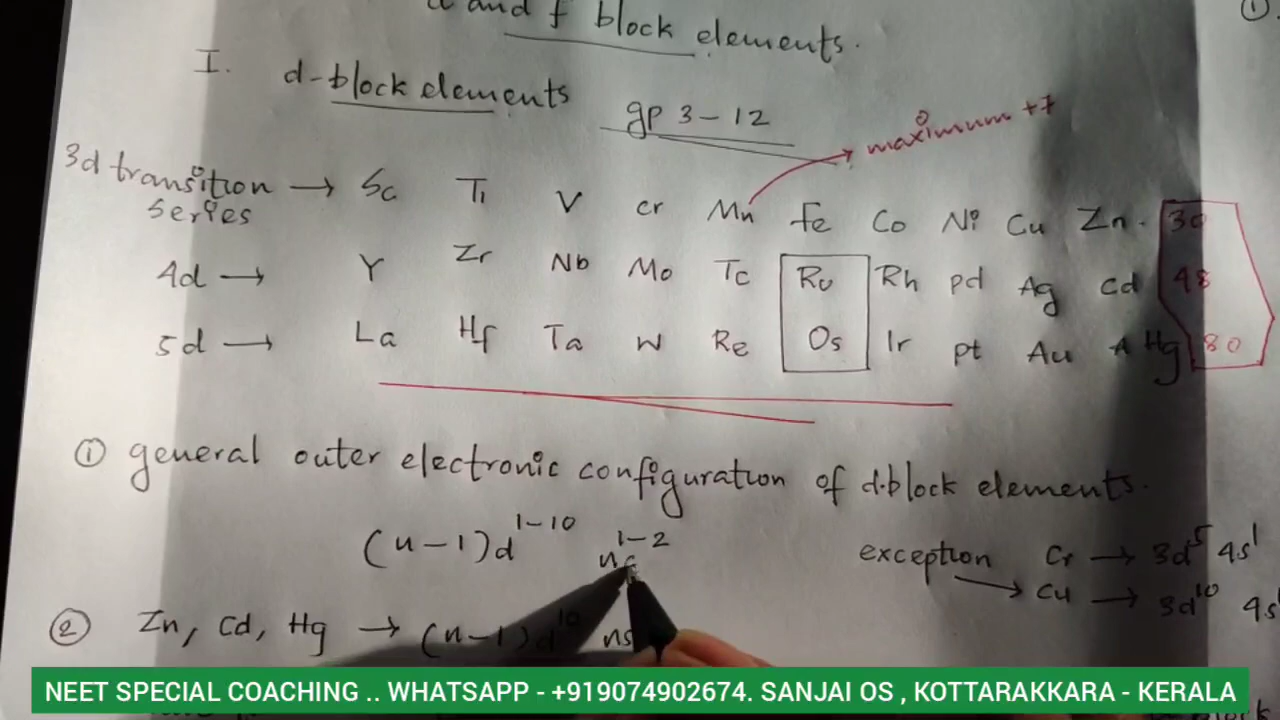 d and f block elements.
①.
I. d-block elements
gp 3-12
maximum +7
3d transition series → Sc Ti V cr Mn Fe Co Ni Cu Zn. 30
4d → Y Zr Nb Mo Tc Ru Rh pd Ag Cd 48
5d → La Hf Ta W Re Os Ir pt Au Hg 80
① general outer electronic configuration of d.block elements.
(n-1)d¹⁻¹⁰ ns¹⁻²
exception Cr → 3d⁵ 4s¹
→ Cu → 3d¹⁰ 4s¹
② Zn, Cd, Hg → (n-1)d¹⁰ ns
NEET SPECIAL COACHING .. WHATSAPP - +919074902674. SANJAI OS , KOTTARAKKARA - KERALA